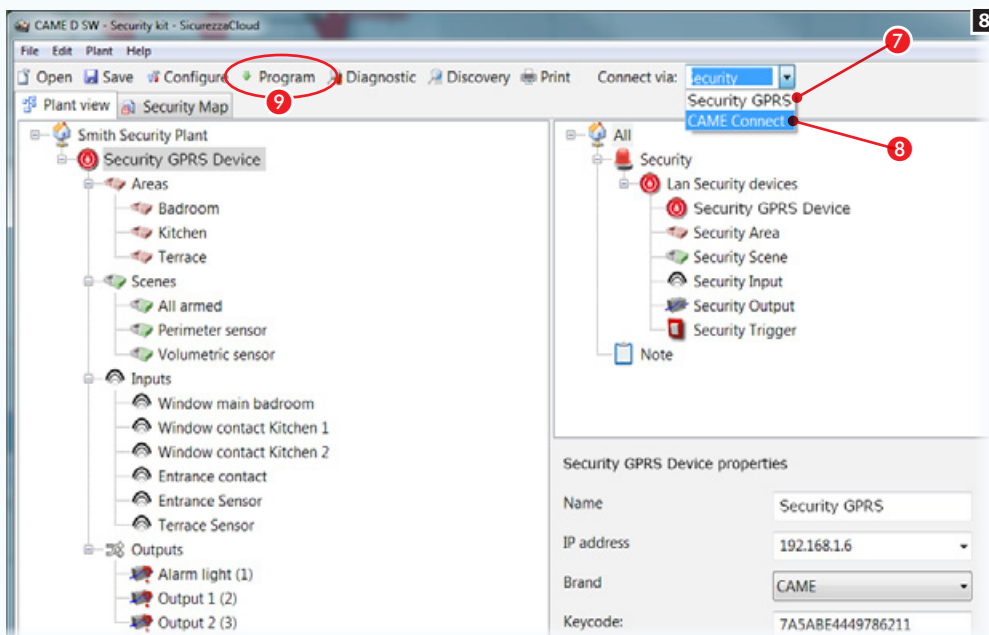 CAME D SW - Security kit - SicurezzaCloud
8
File Edit Plant Help
7
Open Save Configure Program Diagnostic Discovery Print Connect via: ecurity
9
Security GPRS
CAME Connect
8
Plant view Security Map
Smith Security Plant
Security GPRS Device
Areas
Badroom
Kitchen
Terrace
Scenes
All armed
Perimeter sensor
Volumetric sensor
Inputs
Window main badroom
Window contact Kitchen 1
Window contact Kitchen 2
Entrance contact
Entrance Sensor
Terrace Sensor
Outputs
Alarm light (1)
Output 1 (2)
Output 2 (3)
All
Security
Lan Security devices
Security GPRS Device
Security Area
Security Scene
Security Input
Security Output
Security Trigger
Note
Security GPRS Device properties
Name Security GPRS
IP address 192.168.1.6
Brand CAME
Keycode: 7A5ABE4449786211